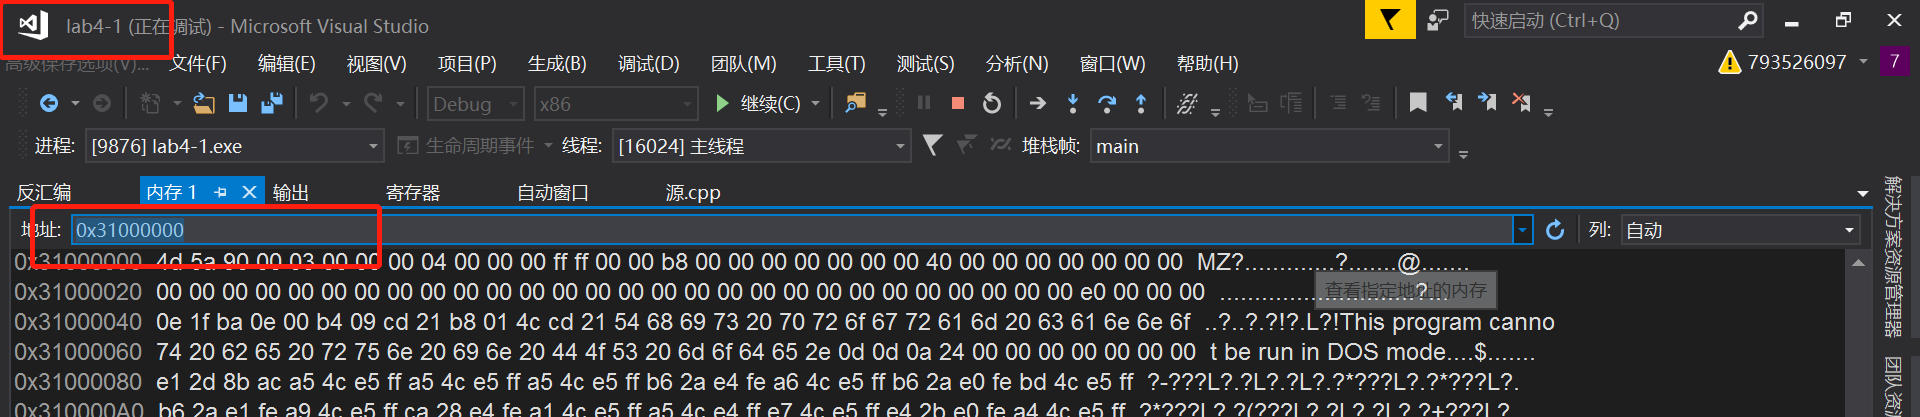 lab4-1 (正在调试) - Microsoft Visual Studio 快速启动 (Ctrl+Q)
高级保存选项(V)... 文件(F) 编辑(E) 视图(V) 项目(P) 生成(B) 调试(D) 团队(M) 工具(T) 测试(S) 分析(N) 窗口(W) 帮助(H) 793526097 7
Debug x86 继续(C)
进程: [9876] lab4-1.exe 生命周期事件 线程: [16024] 主线程 堆栈帧: main
反汇编 内存 1 输出 寄存器 自动窗口 源.cpp
地址: 0x31000000 列: 自动
0x31000000 4d 5a 90 00 03 00 00 00 04 00 00 00 ff ff 00 00 b8 00 00 00 00 00 00 00 40 00 00 00 00 00 00 00 MZ?.............?.......@.......
0x31000020 00 00 00 00 00 00 00 00 00 00 00 00 00 00 00 00 00 00 00 00 00 00 00 00 00 00 00 00 e0 00 00 00 ............................?...
查看指定地址的内存
0x31000040 0e 1f ba 0e 00 b4 09 cd 21 b8 01 4c cd 21 54 68 69 73 20 70 72 6f 67 72 61 6d 20 63 61 6e 6e 6f ..?..?.?!?.L?!This program canno
0x31000060 74 20 62 65 20 72 75 6e 20 69 6e 20 44 4f 53 20 6d 6f 64 65 2e 0d 0d 0a 24 00 00 00 00 00 00 00 t be run in DOS mode....$.......
0x31000080 e1 2d 8b ac a5 4c e5 ff a5 4c e5 ff a5 4c e5 ff b6 2a e4 fe a6 4c e5 ff b6 2a e0 fe bd 4c e5 ff ?-???L?.?L?.?L?.?*???L?.?*???L?.
0x310000A0 b6 2a e1 fe a9 4c e5 ff ca 28 e4 fe a1 4c e5 ff a5 4c e4 ff e7 4c e5 ff e4 2b e0 fe a4 4c e5 ff ?*???L?.?(???L?.?L?.?L?.?+???L?.
解决方案资源管理器
团队资源